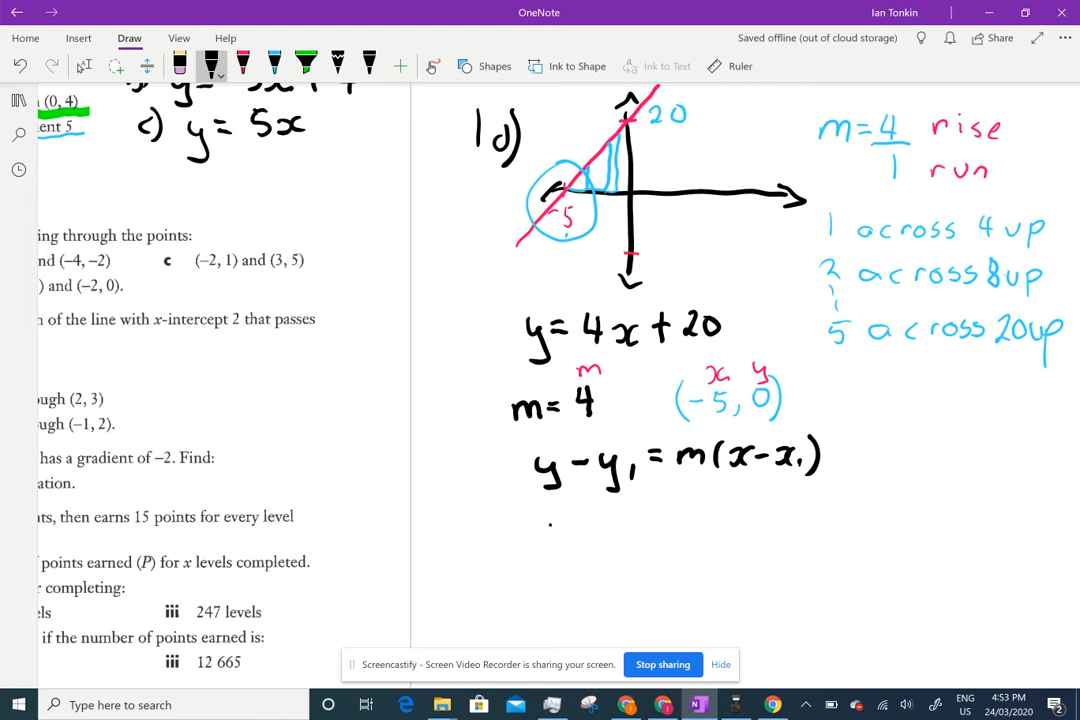 OneNote
Ian Tonkin
Home Insert Draw View Help
Saved offline (out of cloud storage)
Share
Shapes
Ink to Shape
Ink to Text
Ruler
(0, 4)
ent 5
c) y = 5x
ing through the points:
nd (−4, −2) c (−2, 1) and (3, 5)
) and (−2, 0).
n of the line with x-intercept 2 that passes
ugh (2, 3)
ugh (−1, 2).
has a gradient of −2. Find:
ation.
nts, then earns 15 points for every level
points earned (P) for x levels completed.
r completing:
els iii 247 levels
if the number of points earned is:
iii 12 665
1d)
20
-5
m = 4 rise
1 run
1 across 4 up
2 across 8 up
5 across 20 up
y = 4x + 20
m x y
m = 4 (-5, 0)
y - y₁ = m(x - x₁)
Screencastify - Screen Video Recorder is sharing your screen.
Stop sharing
Hide
Type here to search
ENG
US
4:53 PM
24/03/2020
2